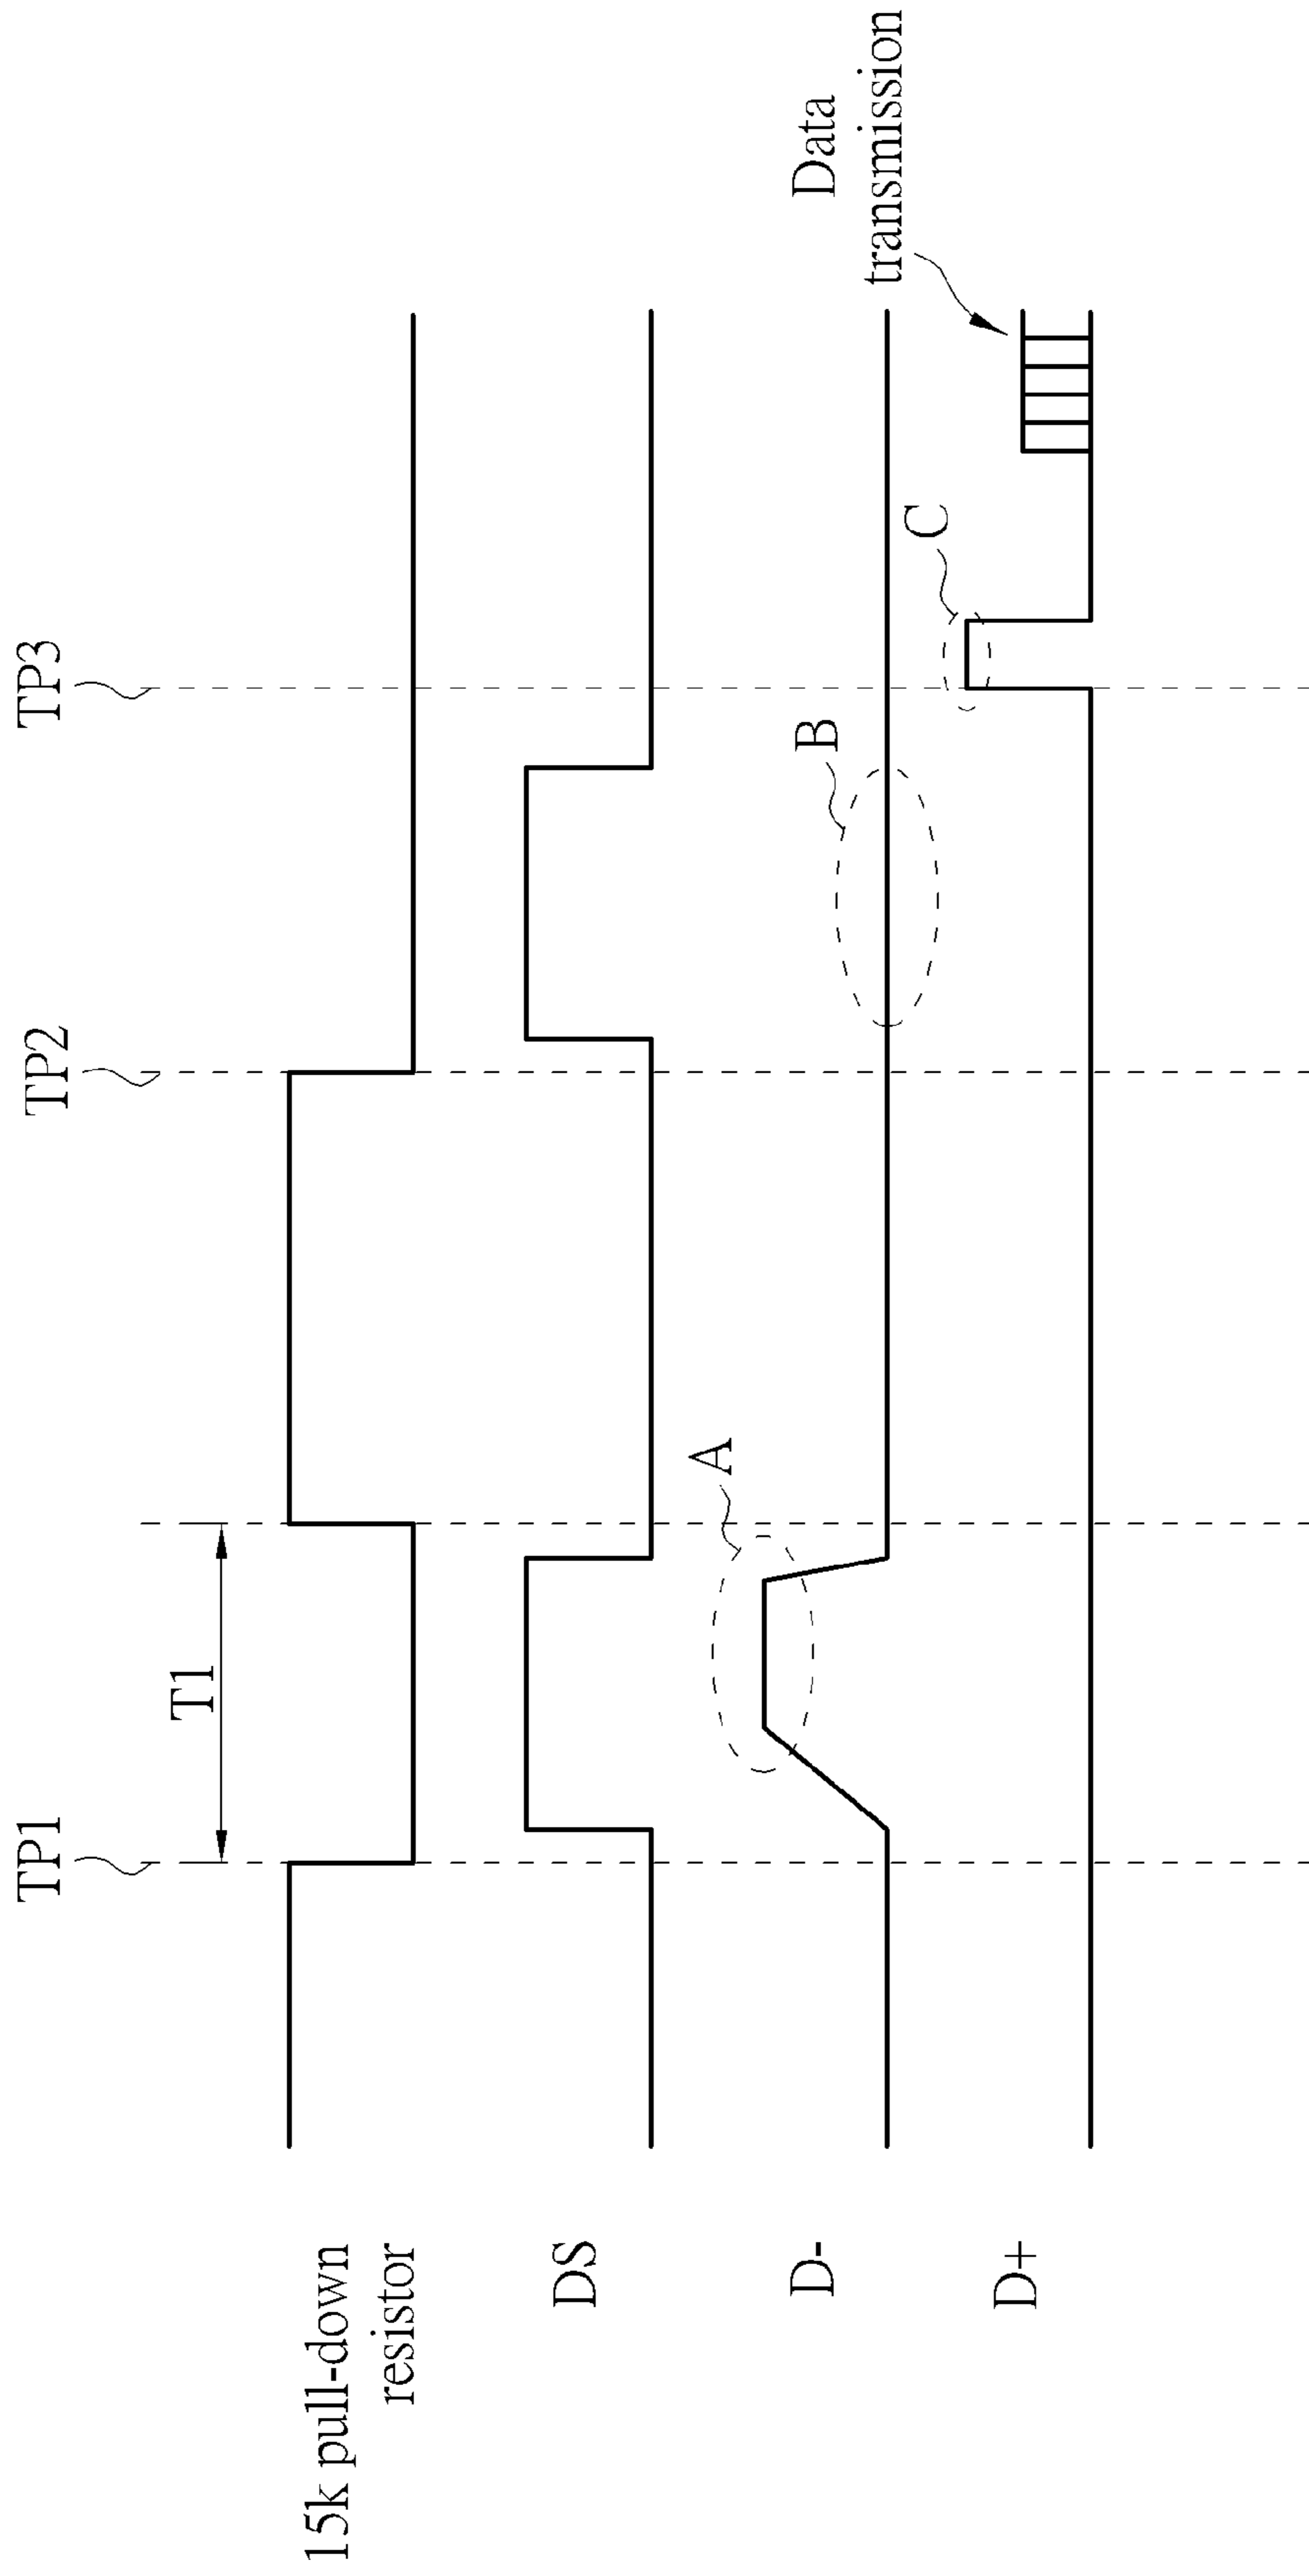 TP1
TP2
TP3
T1
15k pull-down
resistor
DS
A
D-
B
C
D+
Data
transmission